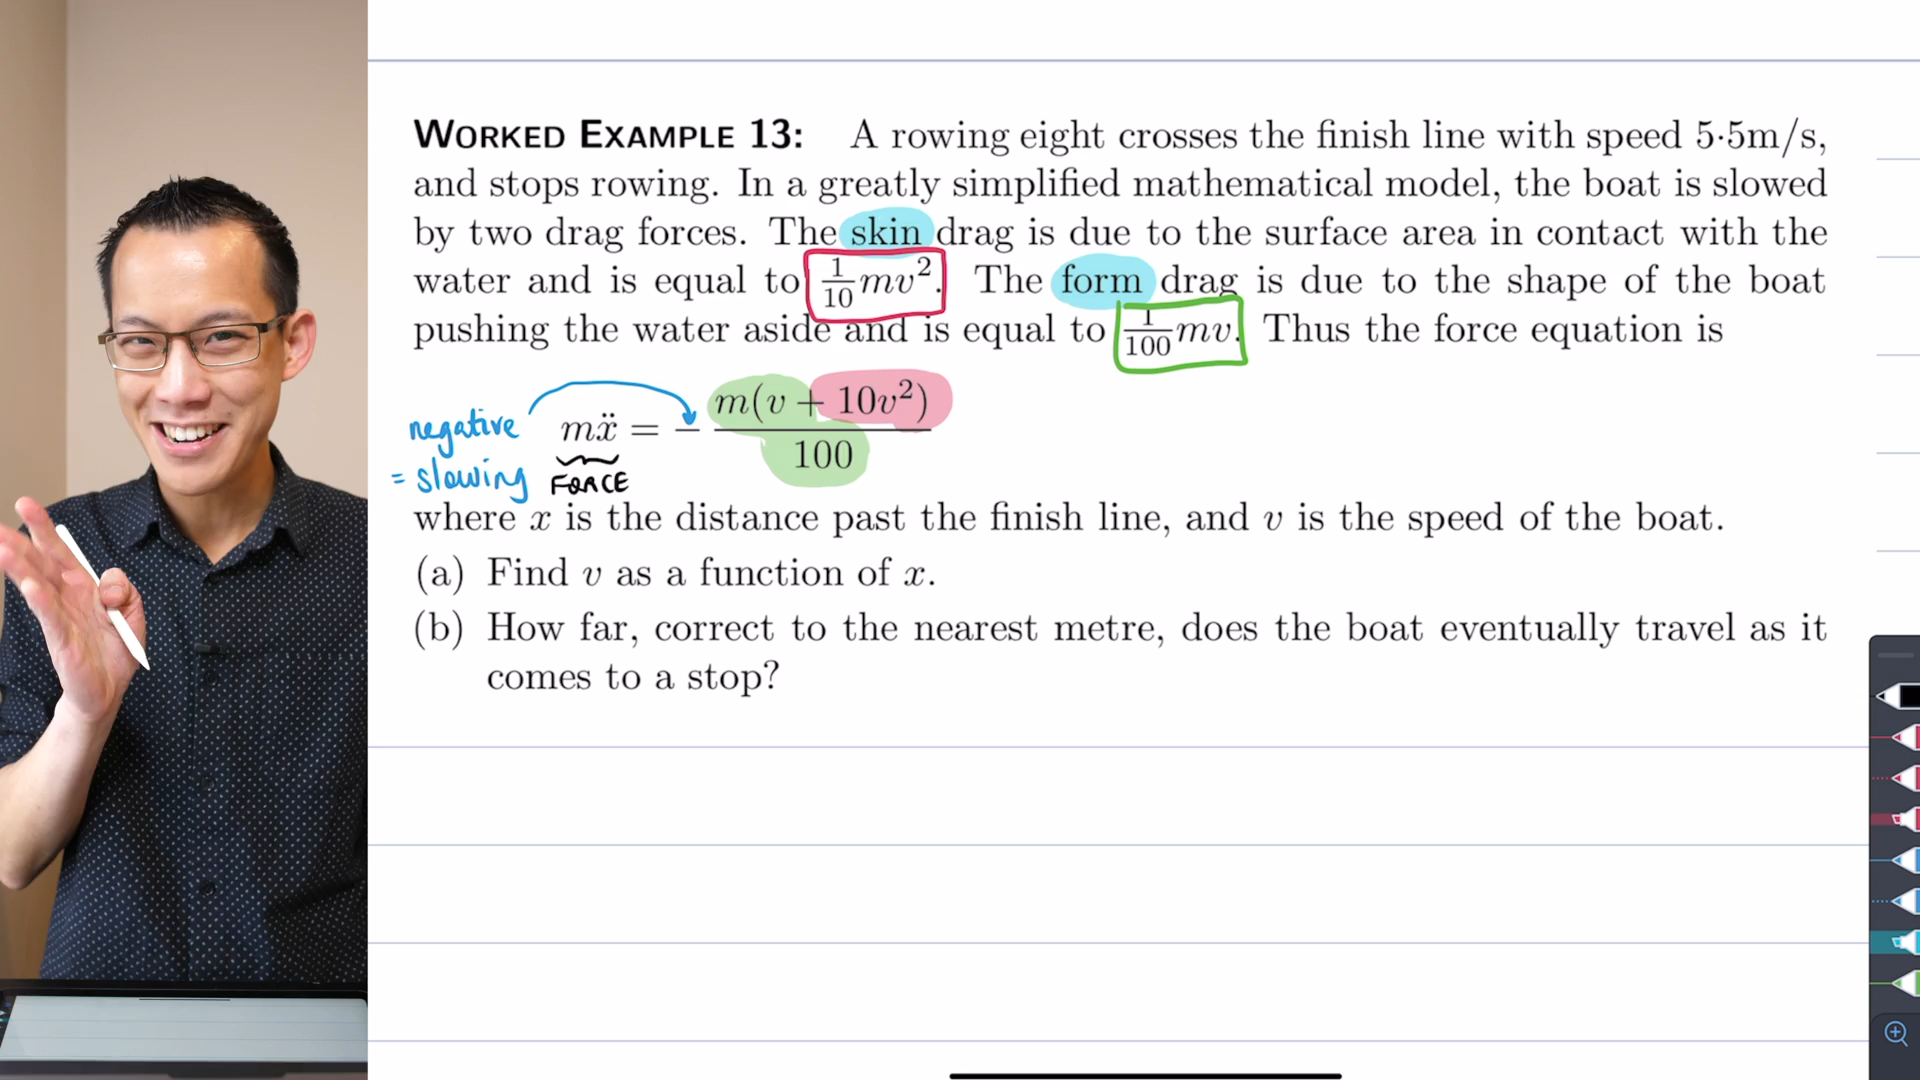 WORKED EXAMPLE 13: A rowing eight crosses the finish line with speed 5·5m/s,
and stops rowing. In a greatly simplified mathematical model, the boat is slowed
by two drag forces. The skin drag is due to the surface area in contact with the
water and is equal to 1/10 mv². The form drag is due to the shape of the boat
pushing the water aside and is equal to 1/100 mv. Thus the force equation is
negative
= slowing
mẍ = − m(v + 10v²)/100
FORCE
where x is the distance past the finish line, and v is the speed of the boat.
(a) Find v as a function of x.
(b) How far, correct to the nearest metre, does the boat eventually travel as it
comes to a stop?